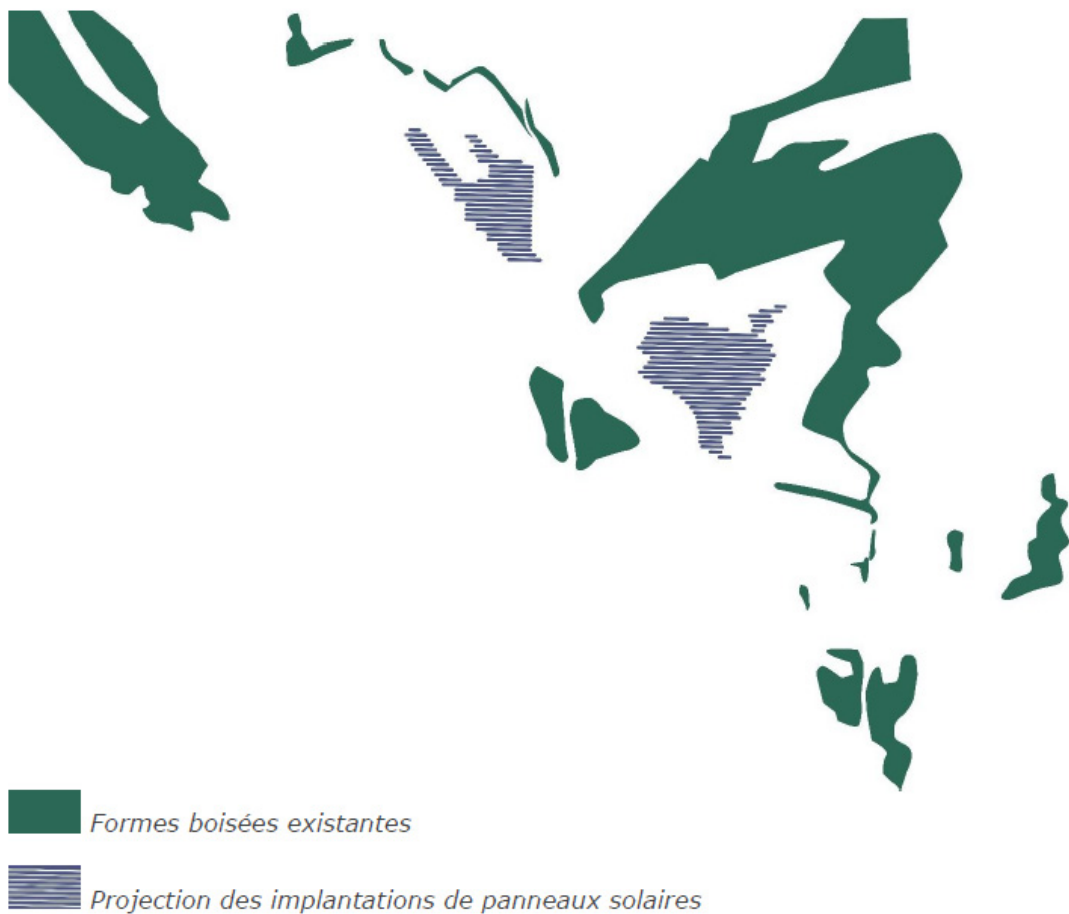 Formes boisées existantes
Projection des implantations de panneaux solaires